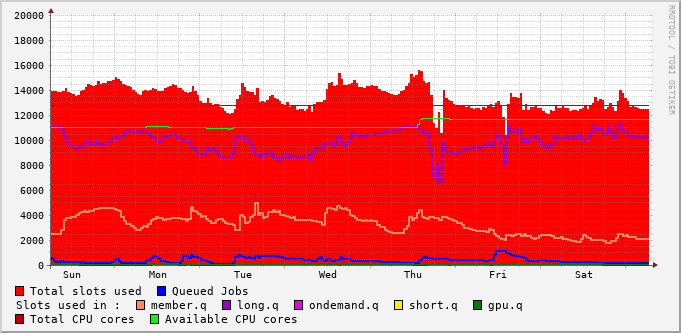 20000
18000
16000
14000
12000
10000
8000
6000
4000
2000
0
Sun Mon Tue Wed Thu Fri Sat
RRDTOOL / TOBI OETIKER
Total slots used Queued Jobs
Slots used in : member.q long.q ondemand.q short.q gpu.q
Total CPU cores Available CPU cores